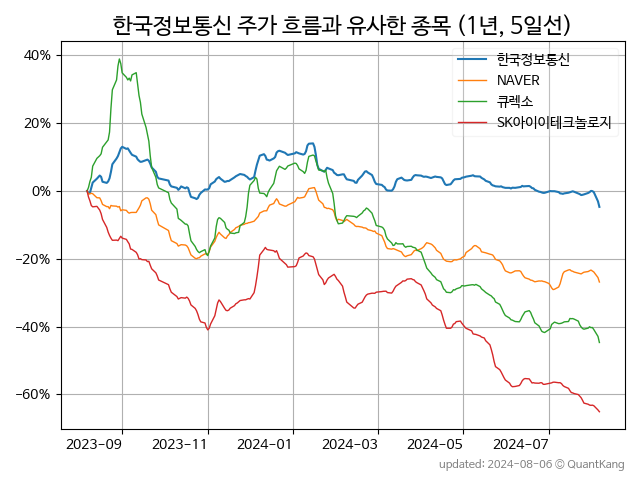 한국정보통신 주가 흐름과 유사한 종목 (1년, 5일선)
한국정보통신
NAVER
큐렉소
SK아이이테크놀로지
40%
20%
0%
−20%
−40%
−60%
2023-09 2023-11 2024-01 2024-03 2024-05 2024-07
updated: 2024-08-06 © QuantKang